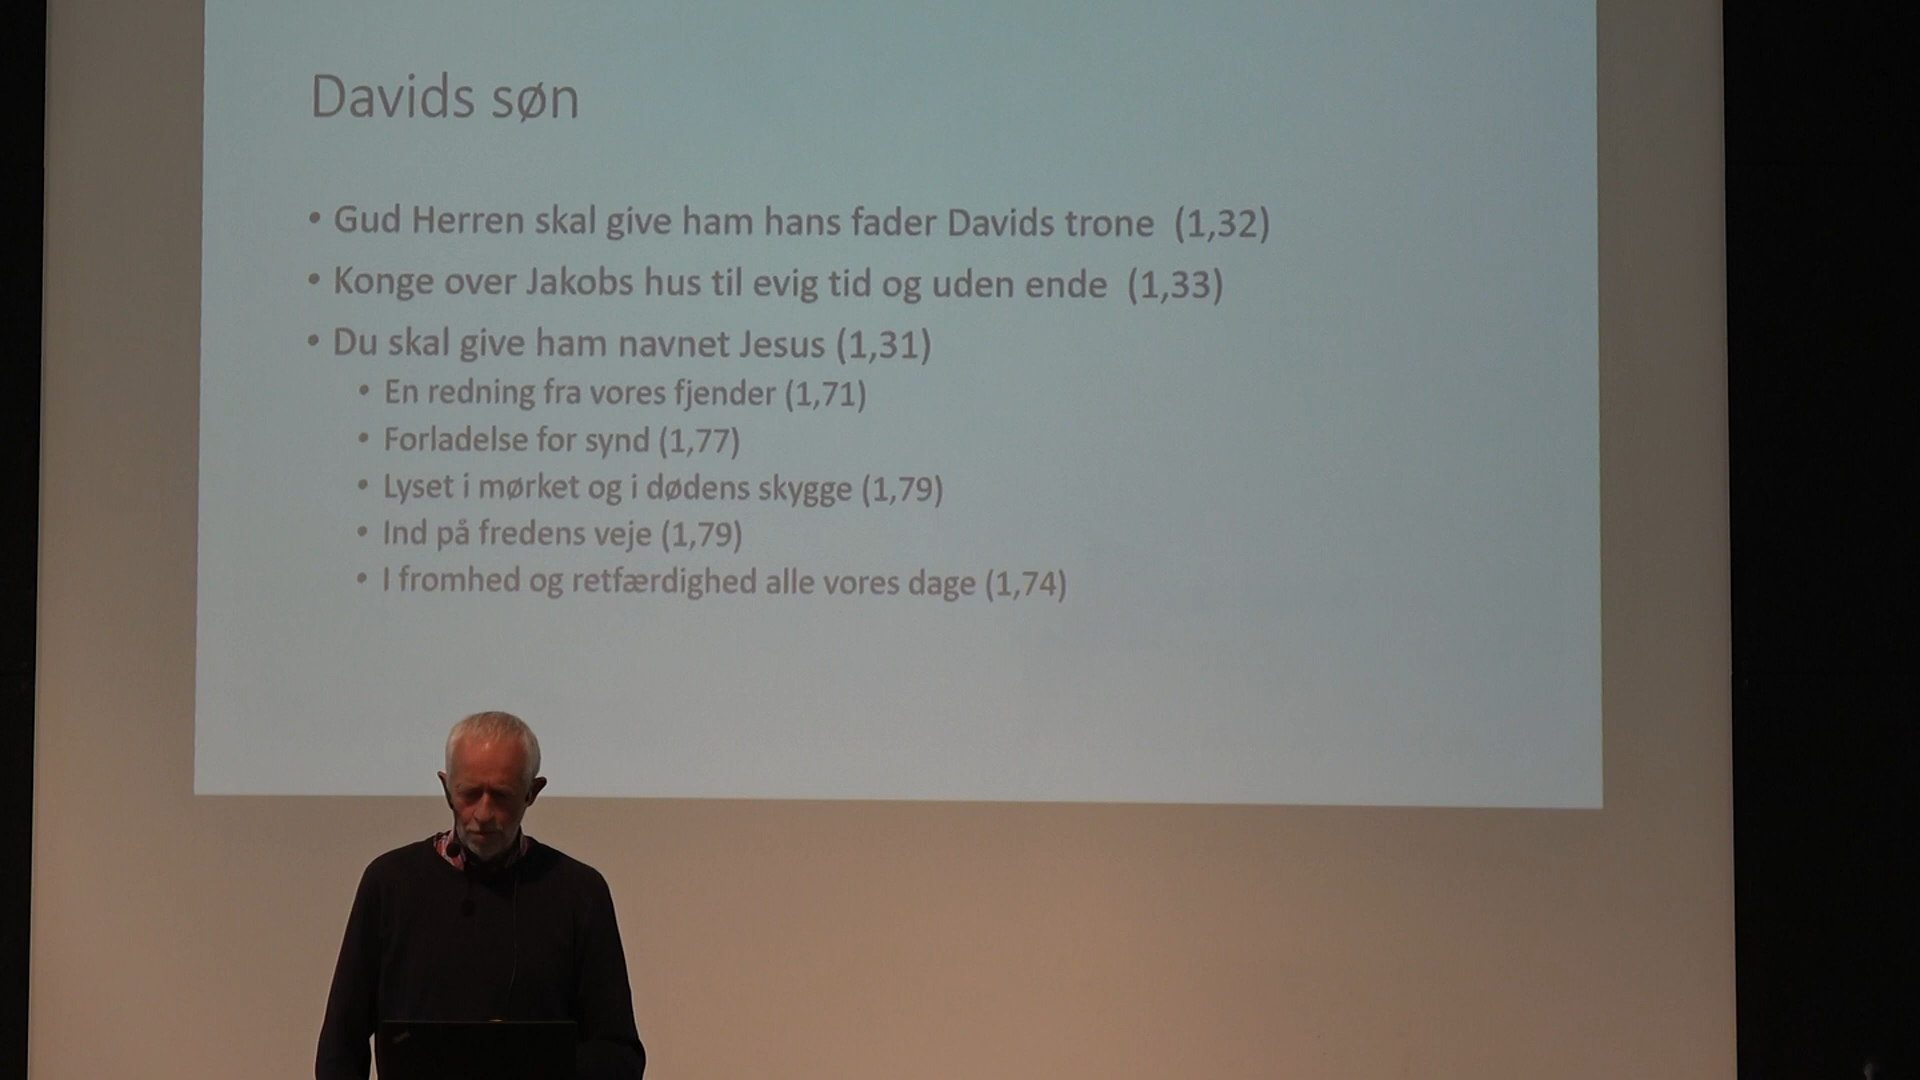 Davids søn
• Gud Herren skal give ham hans fader Davids trone (1,32)
• Konge over Jakobs hus til evig tid og uden ende (1,33)
• Du skal give ham navnet Jesus (1,31)
• En redning fra vores fjender (1,71)
• Forladelse for synd (1,77)
• Lyset i mørket og i dødens skygge (1,79)
• Ind på fredens veje (1,79)
• I fromhed og retfærdighed alle vores dage (1,74)